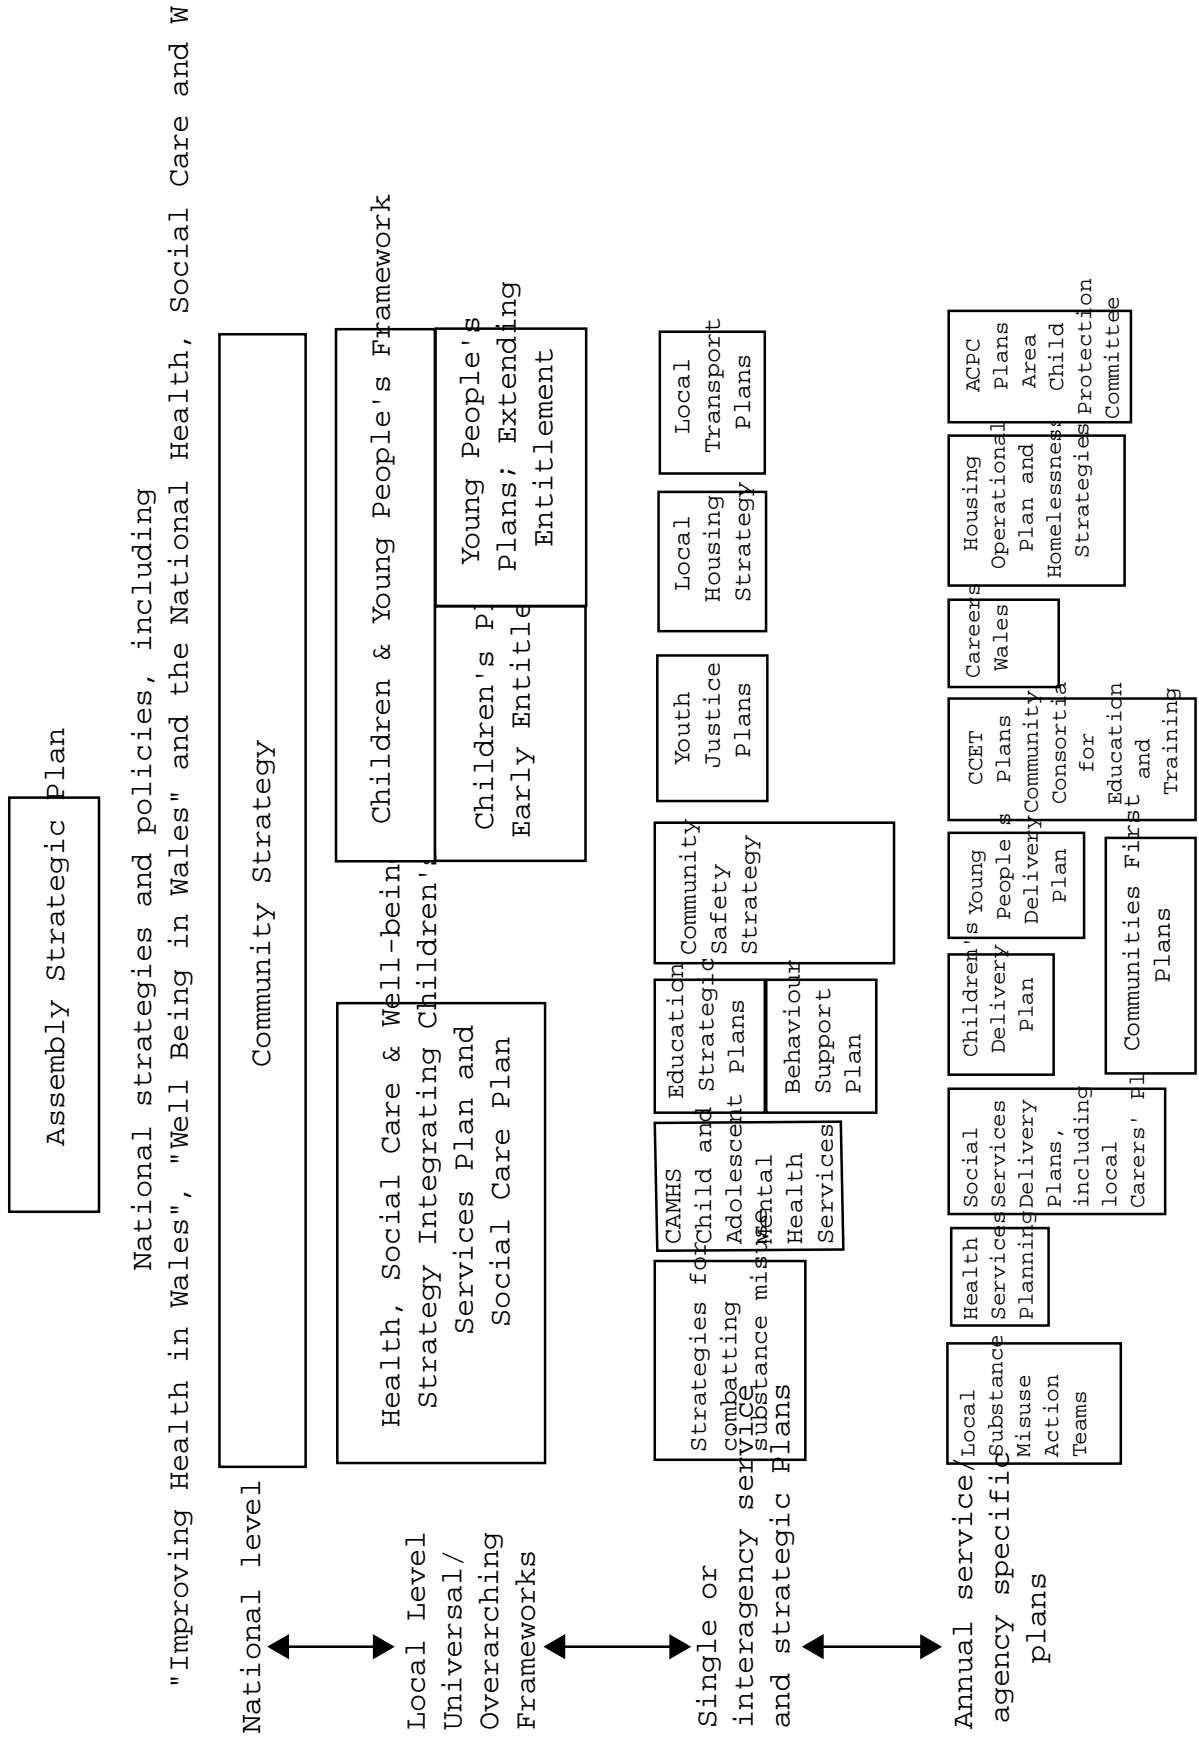 Assembly Strategic Plan
National strategies and policies, including
"Improving Health in Wales", "Well Being in Wales" and the National Health, Social Care and W
National level
Community Strategy
Local Level
Universal/
Overarching
Frameworks
Health, Social Care & Well-bein
Strategy Integrating Children'
Services Plan and
Social Care Plan
Children & Young People's Framework
Children's P
Early Entitle
Young People's
Plans; Extending
Entitlement
Single or
interagency service
and strategic Plans
Strategies for
combatting
substance misuse
CAMHS
Child and
Adolescent
Mental
Health
Services
Education
Strategic
Plans
Behaviour
Support
Plan
Community
Safety
Strategy
Youth
Justice
Plans
Local
Housing
Strategy
Local
Transport
Plans
Annual service/
agency specific
plans
Local
Substance
Misuse
Action
Teams
Health
Services
Planning
Social
Services
Delivery
Plans,
including
local
Carers' Pl
Children's
Delivery
Plan
Young
People s
Delivery
Plan
Communities First
Plans
CCET
Plans
Community
Consortia
for
Education
and
Training
Careers
Wales
Housing
Operational
Plan and
Homelessness
Strategies
ACPC
Plans
Area
Child
Protection
Committee